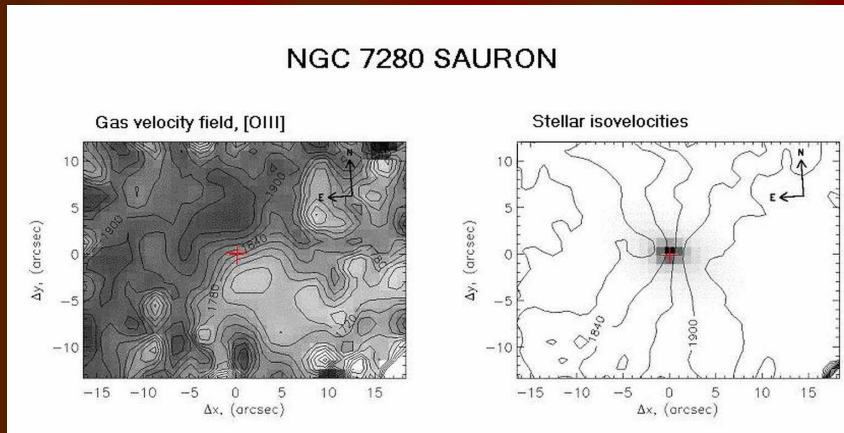 NGC 7280 SAURON
Gas velocity field, [OIII]
Stellar isovelocities
N
E
10
5
0
-5
-10
Δy, (arcsec)
1900
1900
1840
1780
1720
-15
-10
-5
0
5
10
15
Δx, (arcsec)
N
E
10
5
0
-5
-10
Δy, (arcsec)
1840
1900
-15
-10
-5
0
5
10
15
Δx, (arcsec)